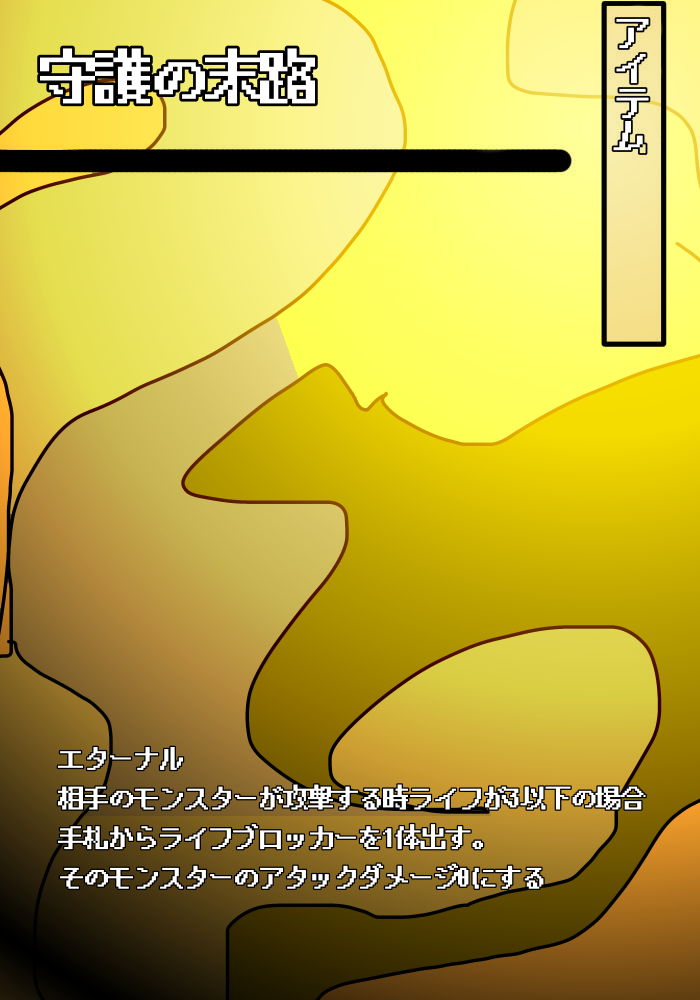 守護の末路
アイテム
エターナル
相手のモンスターが攻撃する時ライフが3以下の場合
手札からライフブロッカーを1体出す。
そのモンスターのアタックダメージ0にする